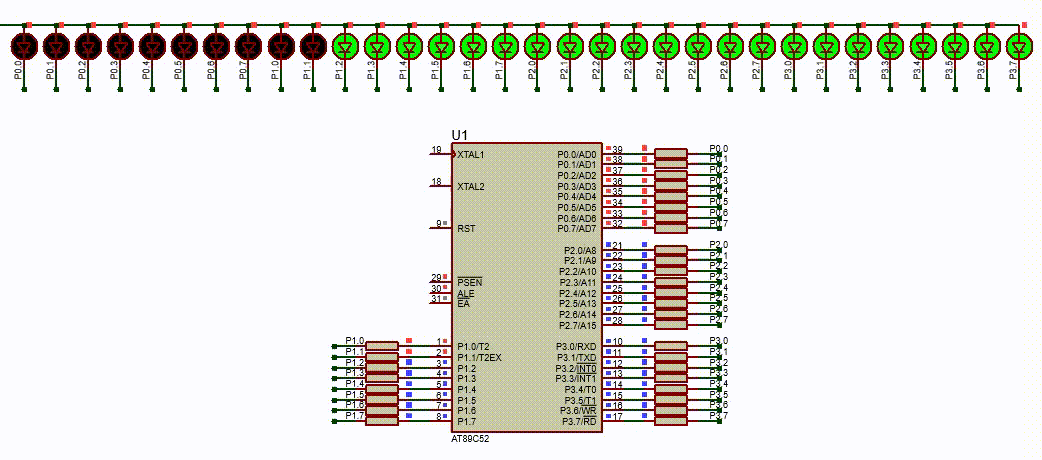 P0.0 P0.1 P0.2 P0.3 P0.4 P0.5 P0.6 P0.7 P1.0 P1.1 P1.2 P1.3 P1.4 P1.5 P1.6 P1.7 P2.0 P2.1 P2.2 P2.3 P2.4 P2.5 P2.6 P2.7 P3.0 P3.1 P3.2 P3.3 P3.4 P3.5 P3.6 P3.7
U1
19 XTAL1 P0.0/AD0 39 P0.0
P0.1/AD1 38 P0.1
P0.2/AD2 37 P0.2
18 XTAL2 P0.3/AD3 36 P0.3
P0.4/AD4 35 P0.4
P0.5/AD5 34 P0.5
P0.6/AD6 33 P0.6
9 RST P0.7/AD7 32 P0.7
P2.0/A8 21 P2.0
P2.1/A9 22 P2.1
P2.2/A10 23 P2.2
29 PSEN P2.3/A11 24 P2.3
30 ALE P2.4/A12 25 P2.4
31 EA P2.5/A13 26 P2.5
P2.6/A14 27 P2.6
P2.7/A15 28 P2.7
P1.0 1 P1.0/T2 P3.0/RXD 10 P3.0
P1.1 2 P1.1/T2EX P3.1/TXD 11 P3.1
P1.2 3 P1.2 P3.2/INT0 12 P3.2
P1.3 4 P1.3 P3.3/INT1 13 P3.3
P1.4 5 P1.4 P3.4/T0 14 P3.4
P1.5 6 P1.5 P3.5/T1 15 P3.5
P1.6 7 P1.6 P3.6/WR 16 P3.6
P1.7 8 P1.7 P3.7/RD 17 P3.7
AT89C52